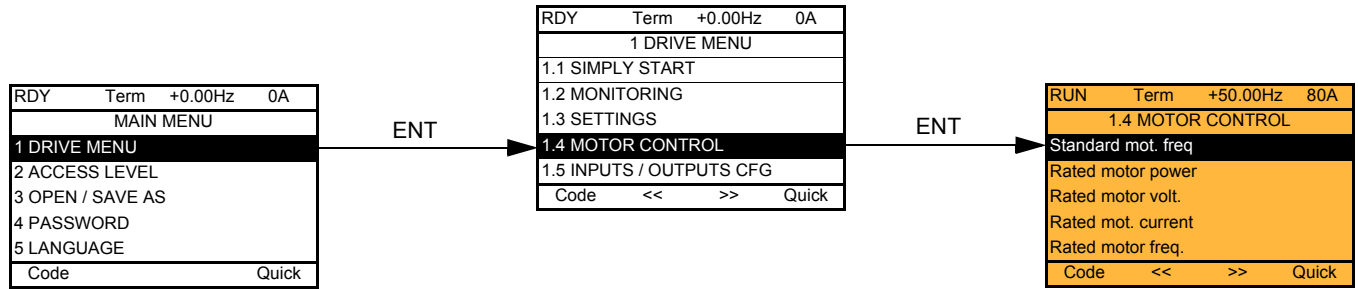 RDY Term +0.00Hz 0A
MAIN MENU
1 DRIVE MENU
2 ACCESS LEVEL
3 OPEN / SAVE AS
4 PASSWORD
5 LANGUAGE
Code Quick
ENT
RDY Term +0.00Hz 0A
1 DRIVE MENU
1.1 SIMPLY START
1.2 MONITORING
1.3 SETTINGS
1.4 MOTOR CONTROL
1.5 INPUTS / OUTPUTS CFG
Code << >> Quick
ENT
RUN Term +50.00Hz 80A
1.4 MOTOR CONTROL
Standard mot. freq
Rated motor power
Rated motor volt.
Rated mot. current
Rated motor freq.
Code << >> Quick